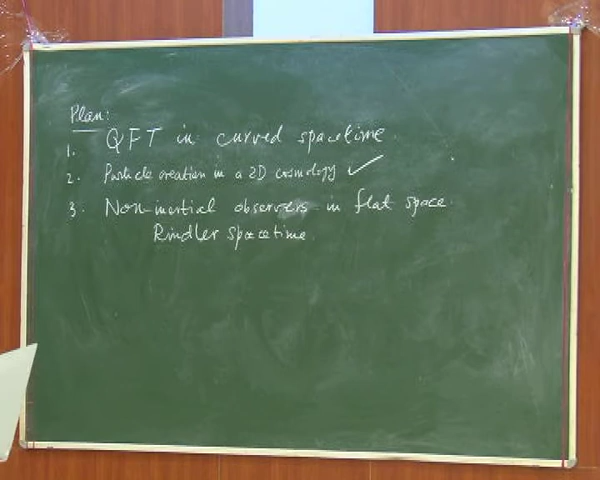 Plan:
1. QFT in curved spacetime
2. Particle creation in a 2D cosmology ✓
3. Non-inertial observers in flat space
Rindler spacetime